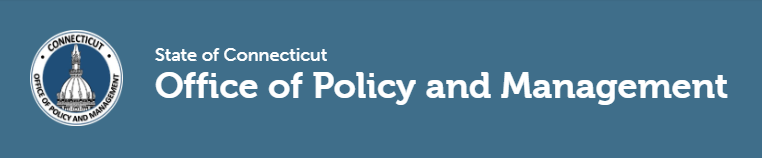 CONNECTICUT
OFFICE OF POLICY AND MANAGEMENT
State of Connecticut
Office of Policy and Management